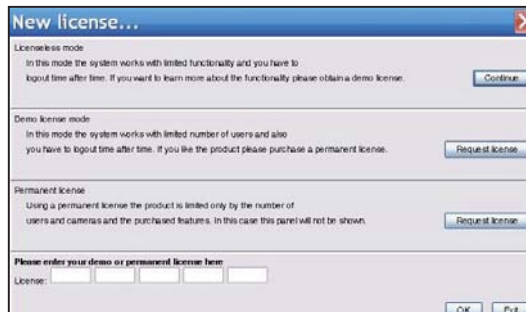 New license...
Licenseless mode
In this mode the system works with limited functionality and you have to
logout time after time. If you want to learn more about the functionality please obtain a demo license.
Continue
Demo license mode
In this mode the system works with limited number of users and also
you have to logout time after time. If you like the product please purchase a permanent license.
Request license
Permanent license
Using a permanent license the product is limited only by the number of
users and cameras and the purchased features. In this case this panel will not be shown.
Request license
Please enter your demo or permanent license here
License:
OK Exit